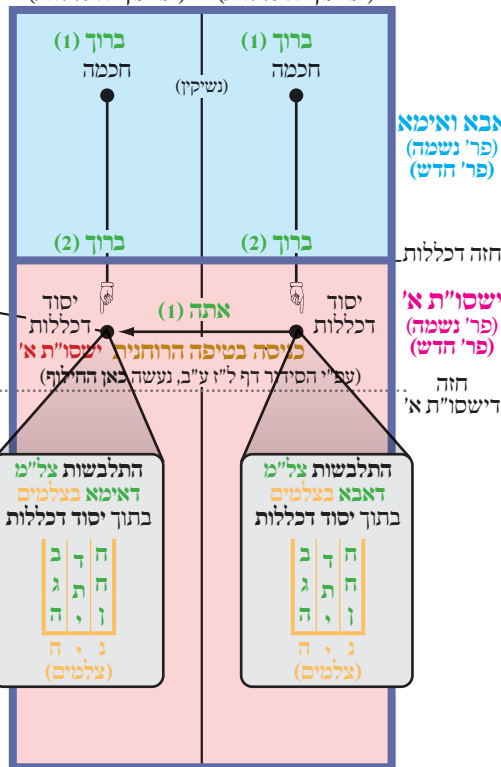 ברוך (1)
ברוך (1)
חכמה
חכמה
(נשיקין)
אבא ואימא
(פר' נשמה)
(פר' חדש)
ברוך (2)
ברוך (2)
חזה דכללות
יסוד
דכללות
אתה (1)
יסוד
דכללות
ישסו"ת א'
(פר' נשמה)
(פר' חדש)
כניסה בטיפה הרוחנית ישסו"ת א'
(עפ"י הסידור דף ל"ז ע"ב, נעשה כאן החילוף)
חזה
דישסו"ת א'
התלבשות צל"מ
דאבא בצלמים
בתוך יסוד דכללות
ח ד ב
ח ת ג
ן י ה
נ י ה
(צלמים)
התלבשות צל"מ
דאימא בצלמים
בתוך יסוד דכללות
ח ד ב
ח ת ג
ן י ה
נ י ה
(צלמים)